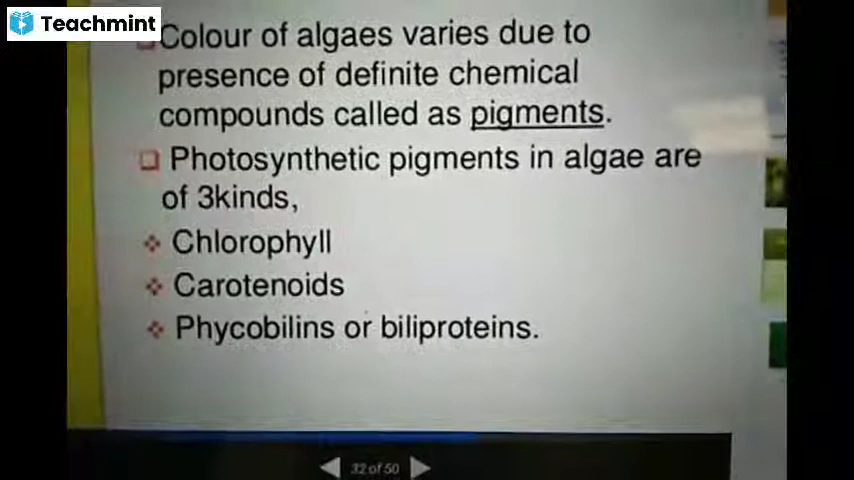 Teachmint
Colour of algaes varies due to
presence of definite chemical
compounds called as pigments.
Photosynthetic pigments in algae are
of 3kinds,
Chlorophyll
Carotenoids
Phycobilins or biliproteins.
32 of 50